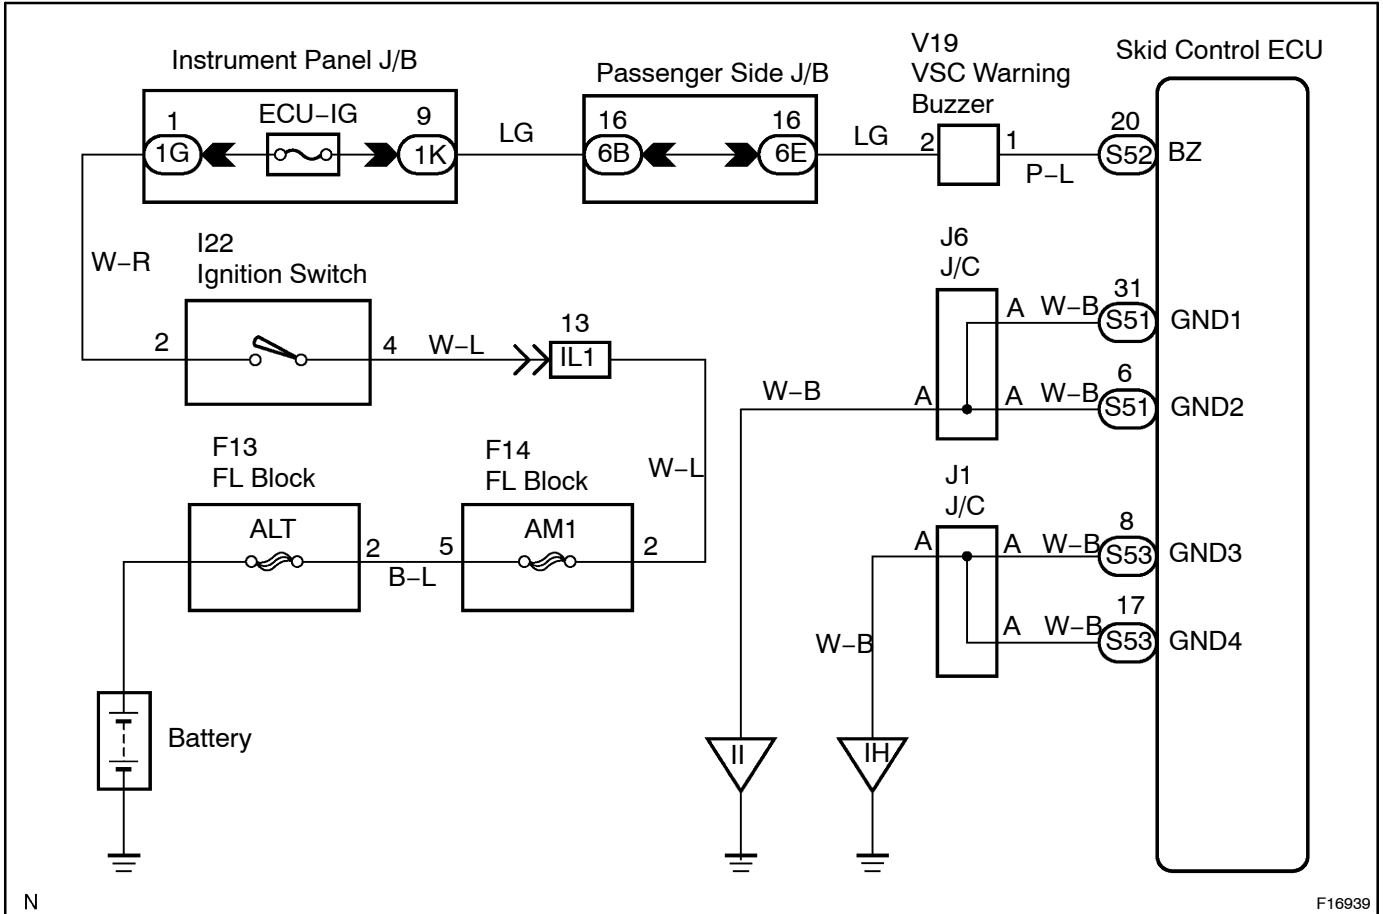 Instrument Panel J/B
Passenger Side J/B
V19
VSC Warning
Buzzer
Skid Control ECU
1
ECU−IG
9
1G
1K
LG
16
16
6B
6E
LG
2
1
P−L
20
S52
BZ
W−R
I22
Ignition Switch
2
4
W−L
13
IL1
J6
J/C
A
W−B
31
S51
GND1
W−B
A
A
W−B
6
S51
GND2
F13
FL Block
ALT
2
B−L
5
F14
FL Block
AM1
2
W−L
J1
J/C
A
A
W−B
8
S53
GND3
W−B
A
W−B
17
S53
GND4
Battery
II
IH
N
F16939